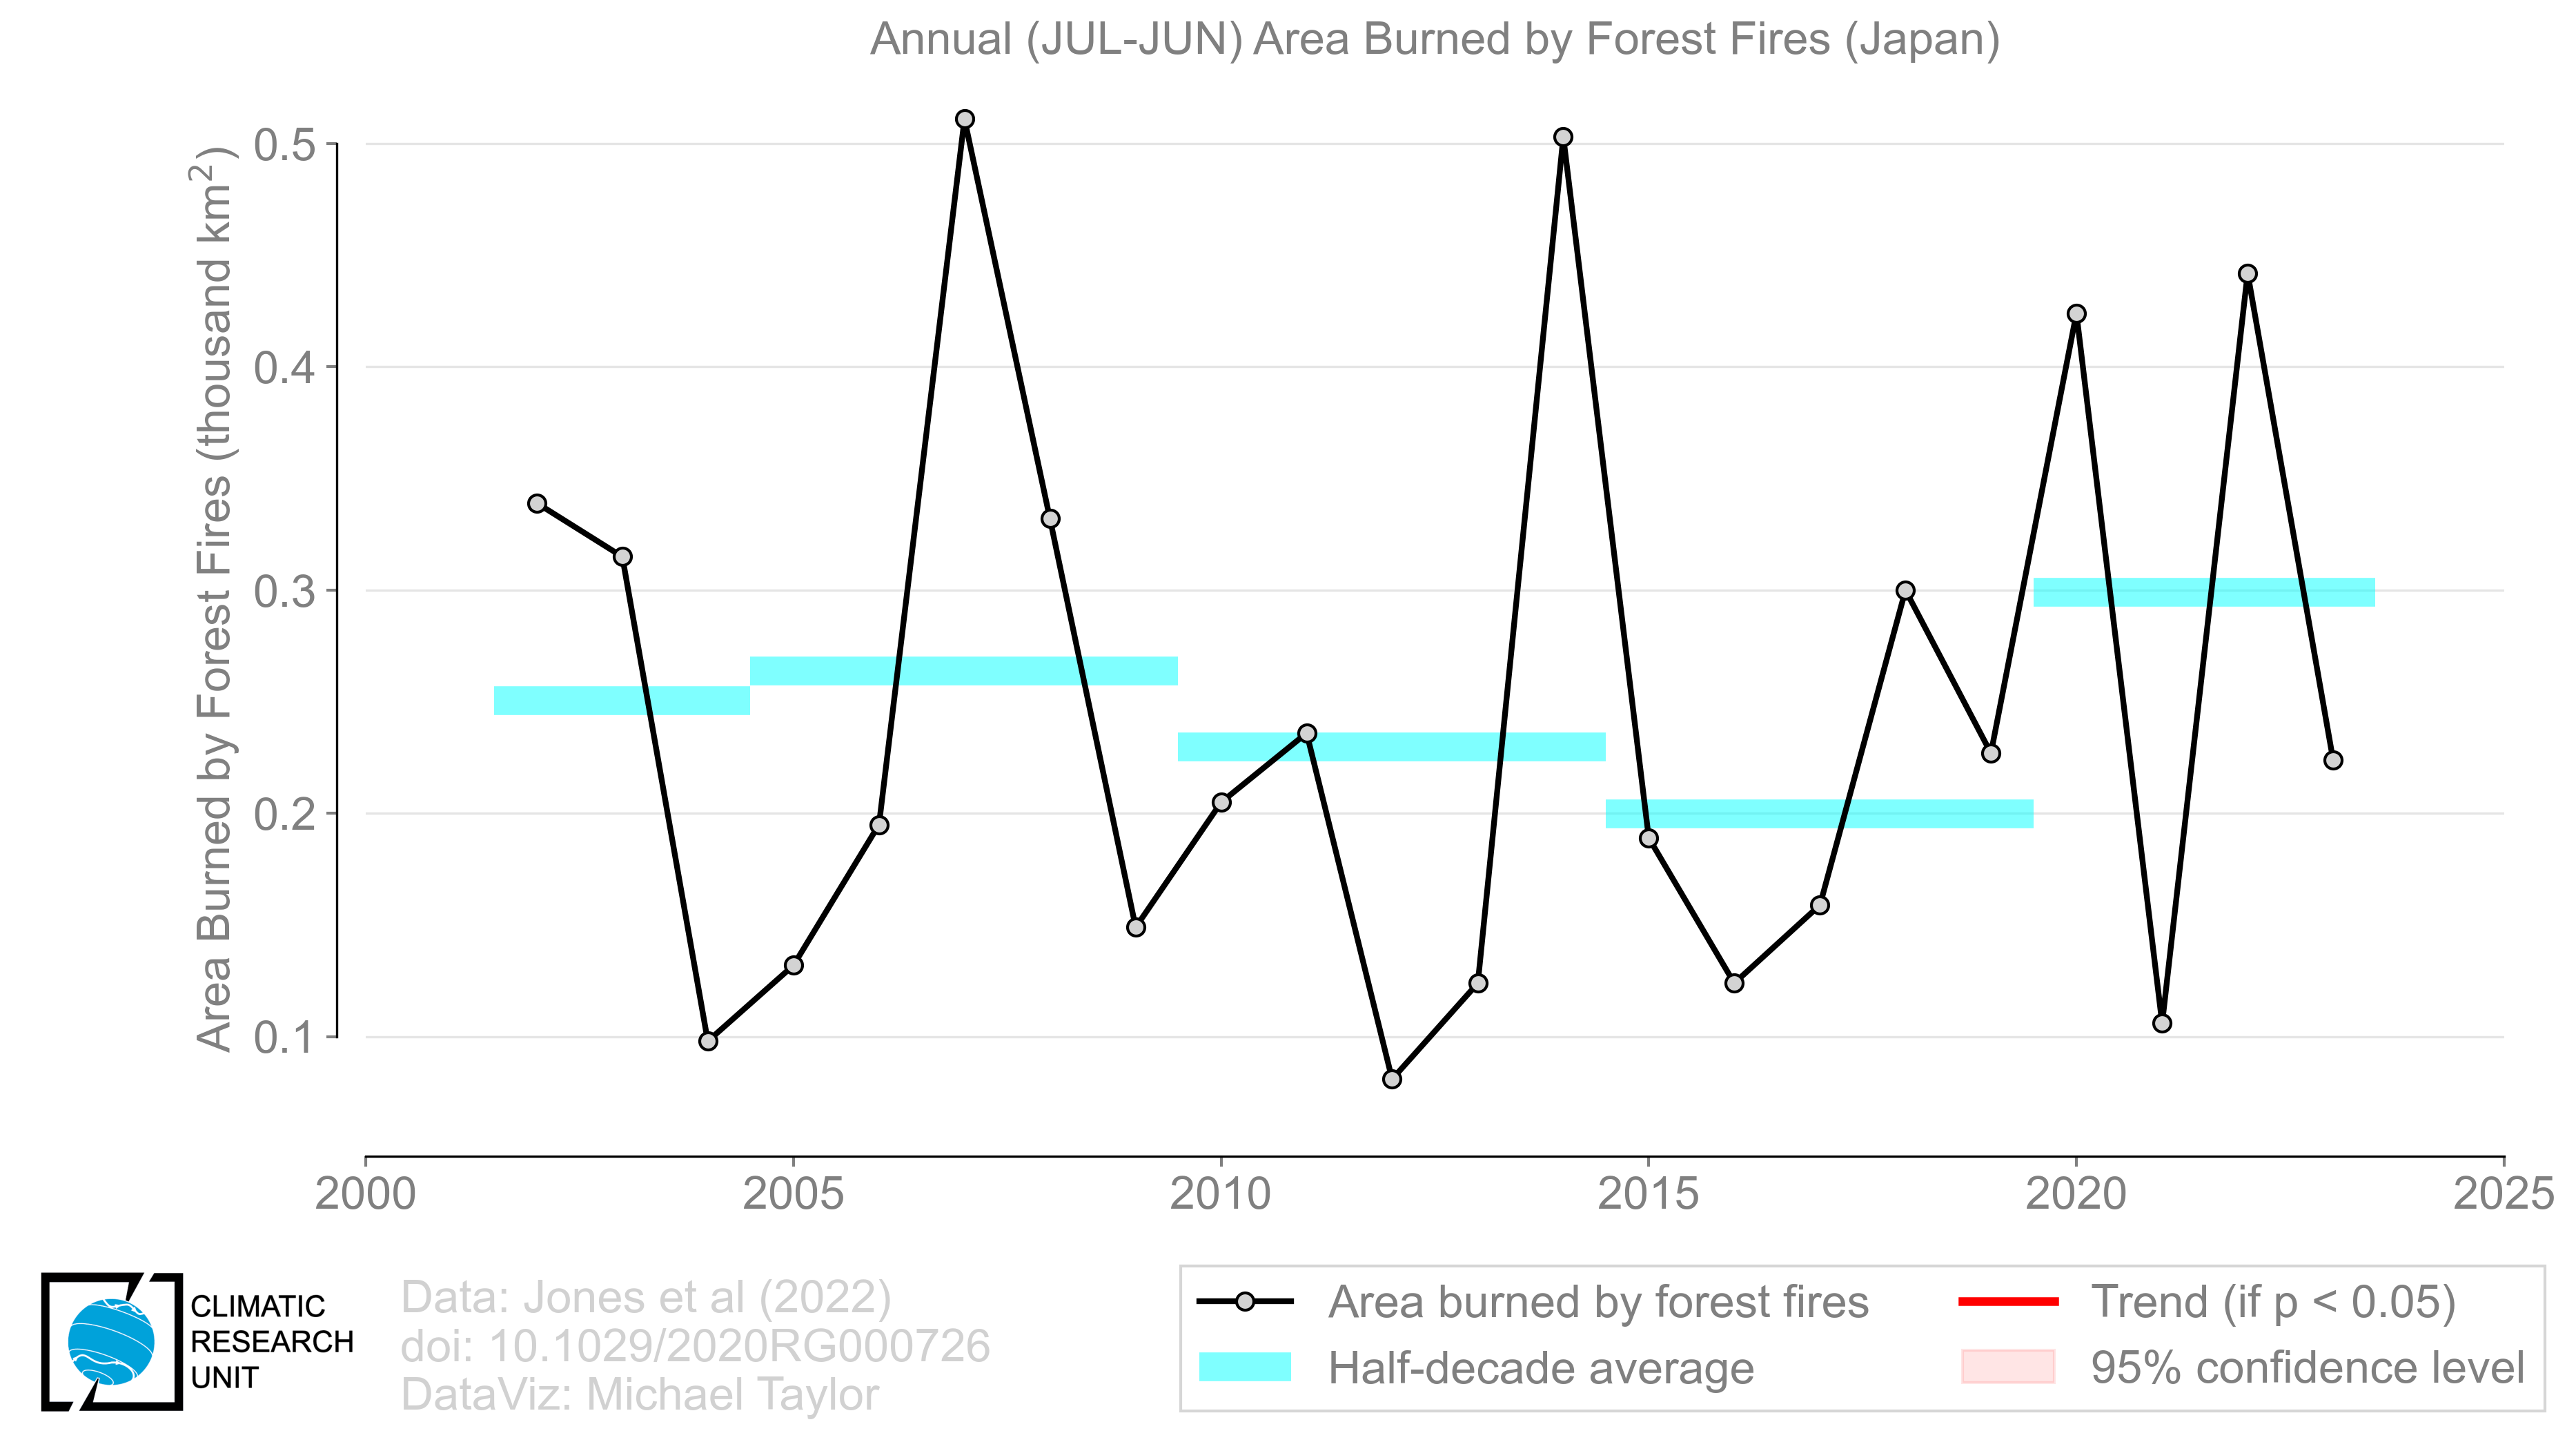 Annual (JUL-JUN) Area Burned by Forest Fires (Japan)
Area Burned by Forest Fires (thousand km²)
0.5
0.4
0.3
0.2
0.1
2000 2005 2010 2015 2020 2025
CLIMATIC
RESEARCH
UNIT
Data: Jones et al (2022)
doi: 10.1029/2020RG000726
DataViz: Michael Taylor
Area burned by forest fires
Half-decade average
Trend (if p < 0.05)
95% confidence level